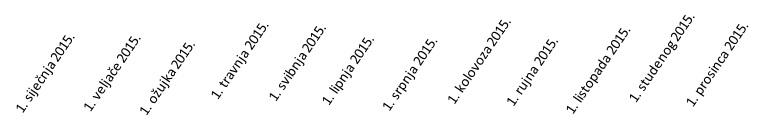 1. siječnja 2015.
1. veljače 2015.
1. ožujka 2015.
1. travnja 2015.
1. svibnja 2015.
1. lipnja 2015.
1. srpnja 2015.
1. kolovoza 2015.
1. rujna 2015.
1. listopada 2015.
1. studenog 2015.
1. prosinca 2015.